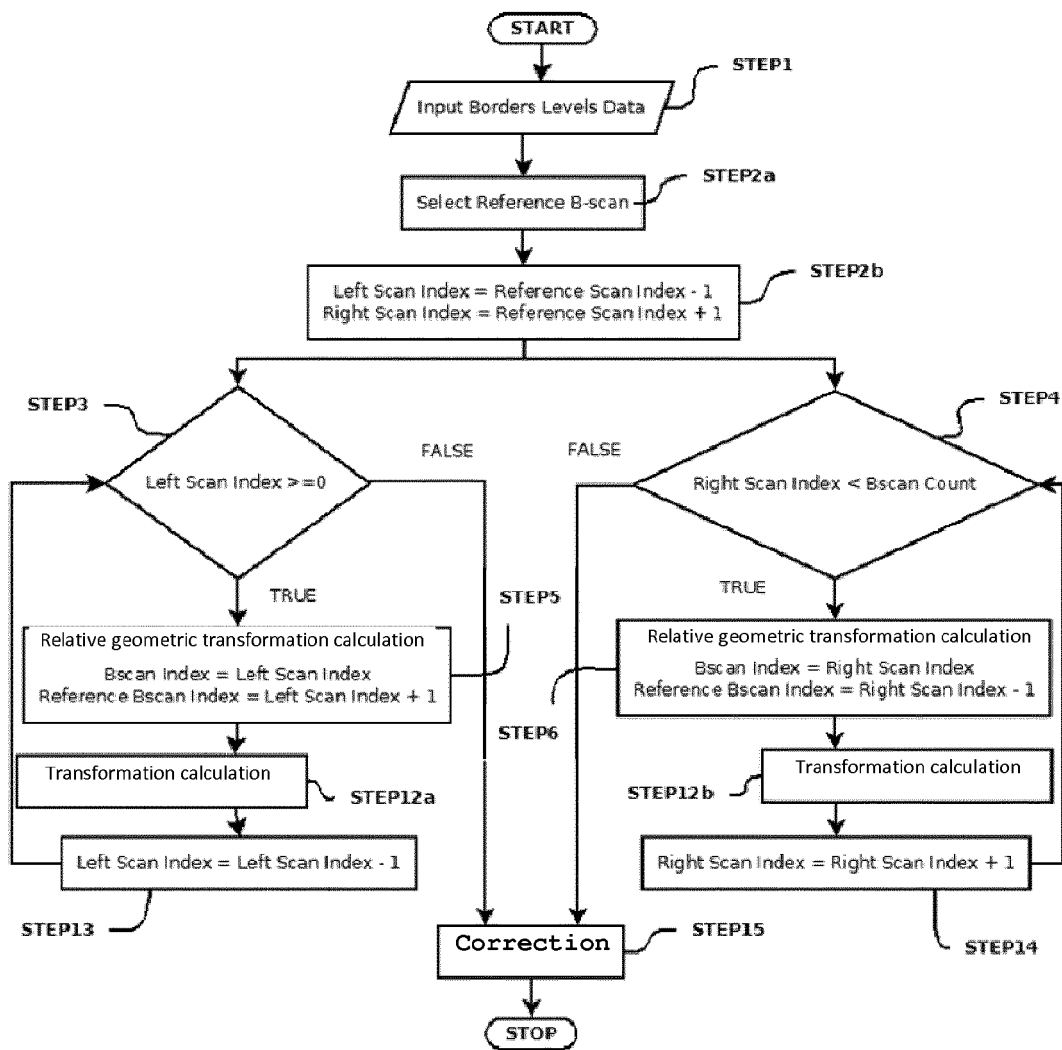 START
STEP1
Input Borders Levels Data
STEP2a
Select Reference B-scan
STEP2b
Left Scan Index = Reference Scan Index - 1
Right Scan Index = Reference Scan Index + 1
STEP3
STEP4
FALSE
FALSE
Left Scan Index >=0
Right Scan Index < Bscan Count
TRUE
TRUE
STEP5
Relative geometric transformation calculation
Bscan Index = Left Scan Index
Reference Bscan Index = Left Scan Index + 1
Relative geometric transformation calculation
Bscan Index = Right Scan Index
Reference Bscan Index = Right Scan Index - 1
STEP6
Transformation calculation
STEP12a
Transformation calculation
STEP12b
Left Scan Index = Left Scan Index - 1
Right Scan Index = Right Scan Index + 1
STEP13
STEP14
Correction
STEP15
STOP